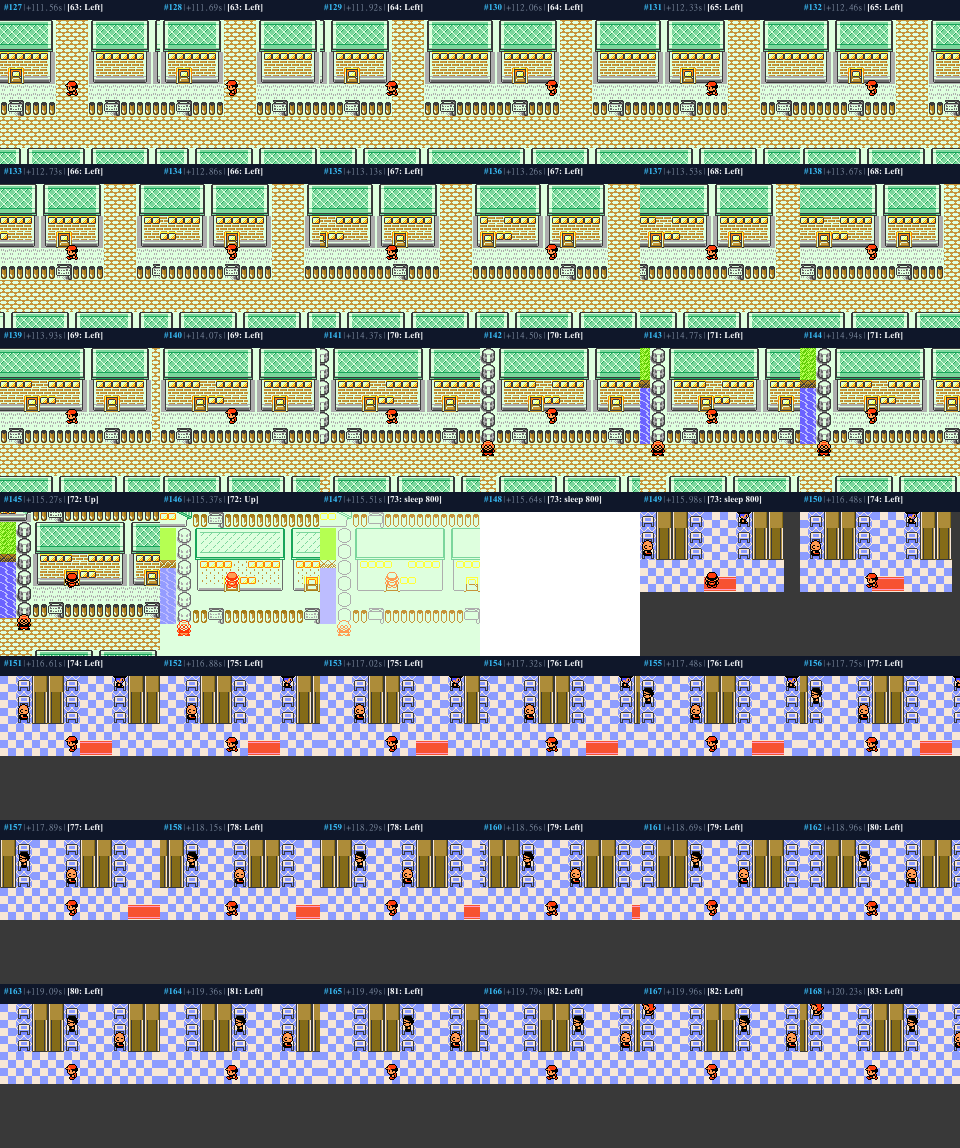 #127|+111.56s|[63: Left]
#128|+111.69s|[63: Left]
#129|+111.92s|[64: Left]
#130|+112.06s|[64: Left]
#131|+112.33s|[65: Left]
#132|+112.46s|[65: Left]
#133|+112.73s|[66: Left]
#134|+112.86s|[66: Left]
#135|+113.13s|[67: Left]
#136|+113.26s|[67: Left]
#137|+113.53s|[68: Left]
#138|+113.67s|[68: Left]
#139|+113.93s|[69: Left]
#140|+114.07s|[69: Left]
#141|+114.37s|[70: Left]
#142|+114.50s|[70: Left]
#143|+114.77s|[71: Left]
#144|+114.94s|[71: Left]
#145|+115.27s|[72: Up]
#146|+115.37s|[72: Up]
#147|+115.51s|[73: sleep 800]
#148|+115.64s|[73: sleep 800]
#149|+115.98s|[73: sleep 800]
#150|+116.48s|[74: Left]
#151|+116.61s|[74: Left]
#152|+116.88s|[75: Left]
#153|+117.02s|[75: Left]
#154|+117.32s|[76: Left]
#155|+117.48s|[76: Left]
#156|+117.75s|[77: Left]
#157|+117.89s|[77: Left]
#158|+118.15s|[78: Left]
#159|+118.29s|[78: Left]
#160|+118.56s|[79: Left]
#161|+118.69s|[79: Left]
#162|+118.96s|[80: Left]
#163|+119.09s|[80: Left]
#164|+119.36s|[81: Left]
#165|+119.49s|[81: Left]
#166|+119.79s|[82: Left]
#167|+119.96s|[82: Left]
#168|+120.23s|[83: Left]